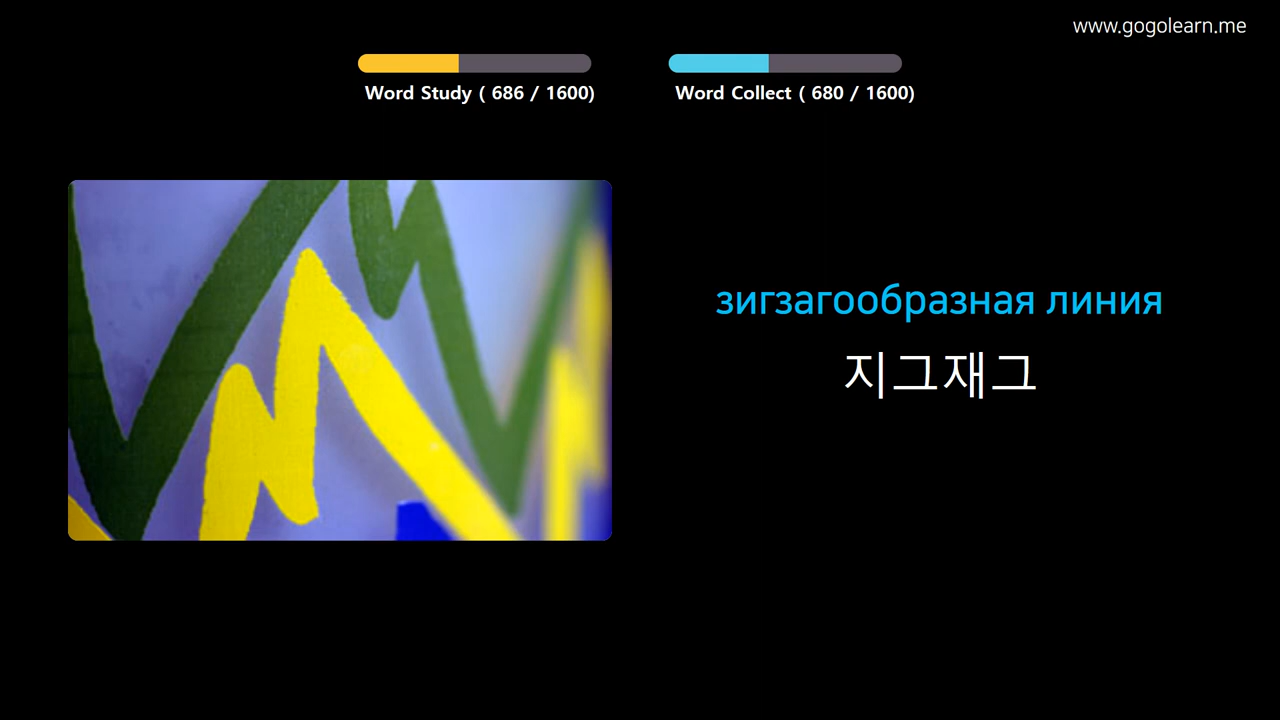 www.gogolearn.me
Word Study ( 686 / 1600)
Word Collect ( 680 / 1600)
зигзагообразная линия
지그재그